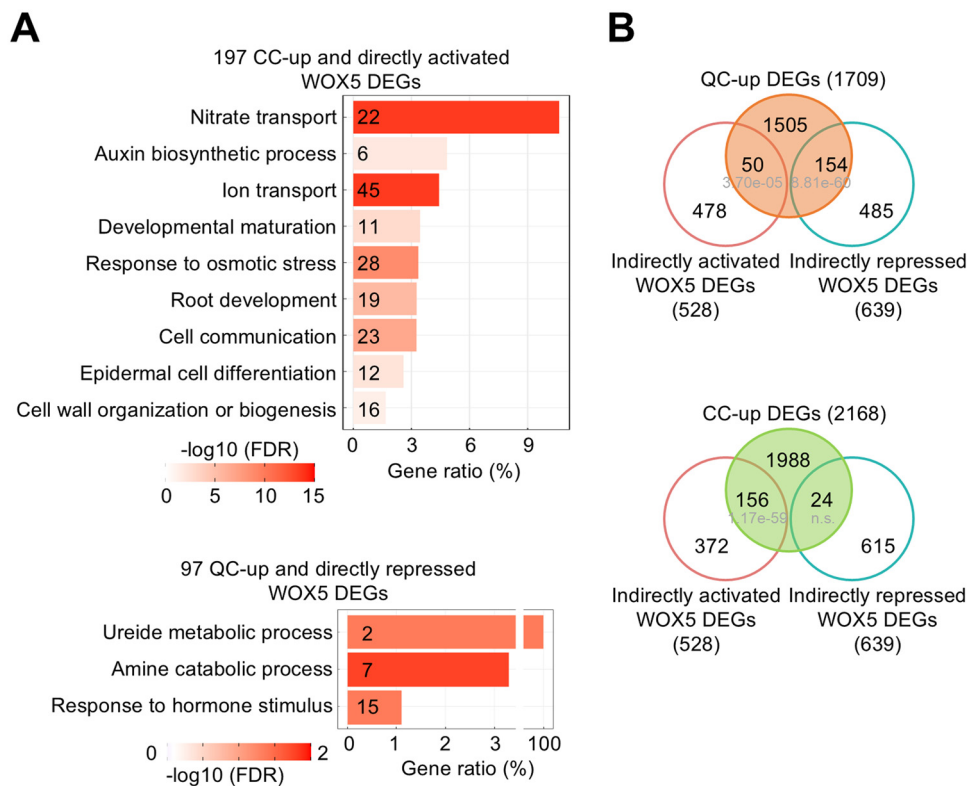 A
197 CC-up and directly activated
WOX5 DEGs
Nitrate transport
22
Auxin biosynthetic process
6
Ion transport
45
Developmental maturation
11
Response to osmotic stress
28
Root development
19
Cell communication
23
Epidermal cell differentiation
12
Cell wall organization or biogenesis
16
0 3 6 9
Gene ratio (%)
-log10 (FDR)
0 5 10 15
97 QC-up and directly repressed
WOX5 DEGs
Ureide metabolic process
2
Amine catabolic process
7
Response to hormone stimulus
15
0 1 2 3 100
Gene ratio (%)
0 2
-log10 (FDR)
B
QC-up DEGs (1709)
1505
50 154
3.70e-05 8.81e-60
478 485
Indirectly activated
WOX5 DEGs
(528)
Indirectly repressed
WOX5 DEGs
(639)
CC-up DEGs (2168)
1988
156 24
1.17e-59 n.s.
372 615
Indirectly activated
WOX5 DEGs
(528)
Indirectly repressed
WOX5 DEGs
(639)